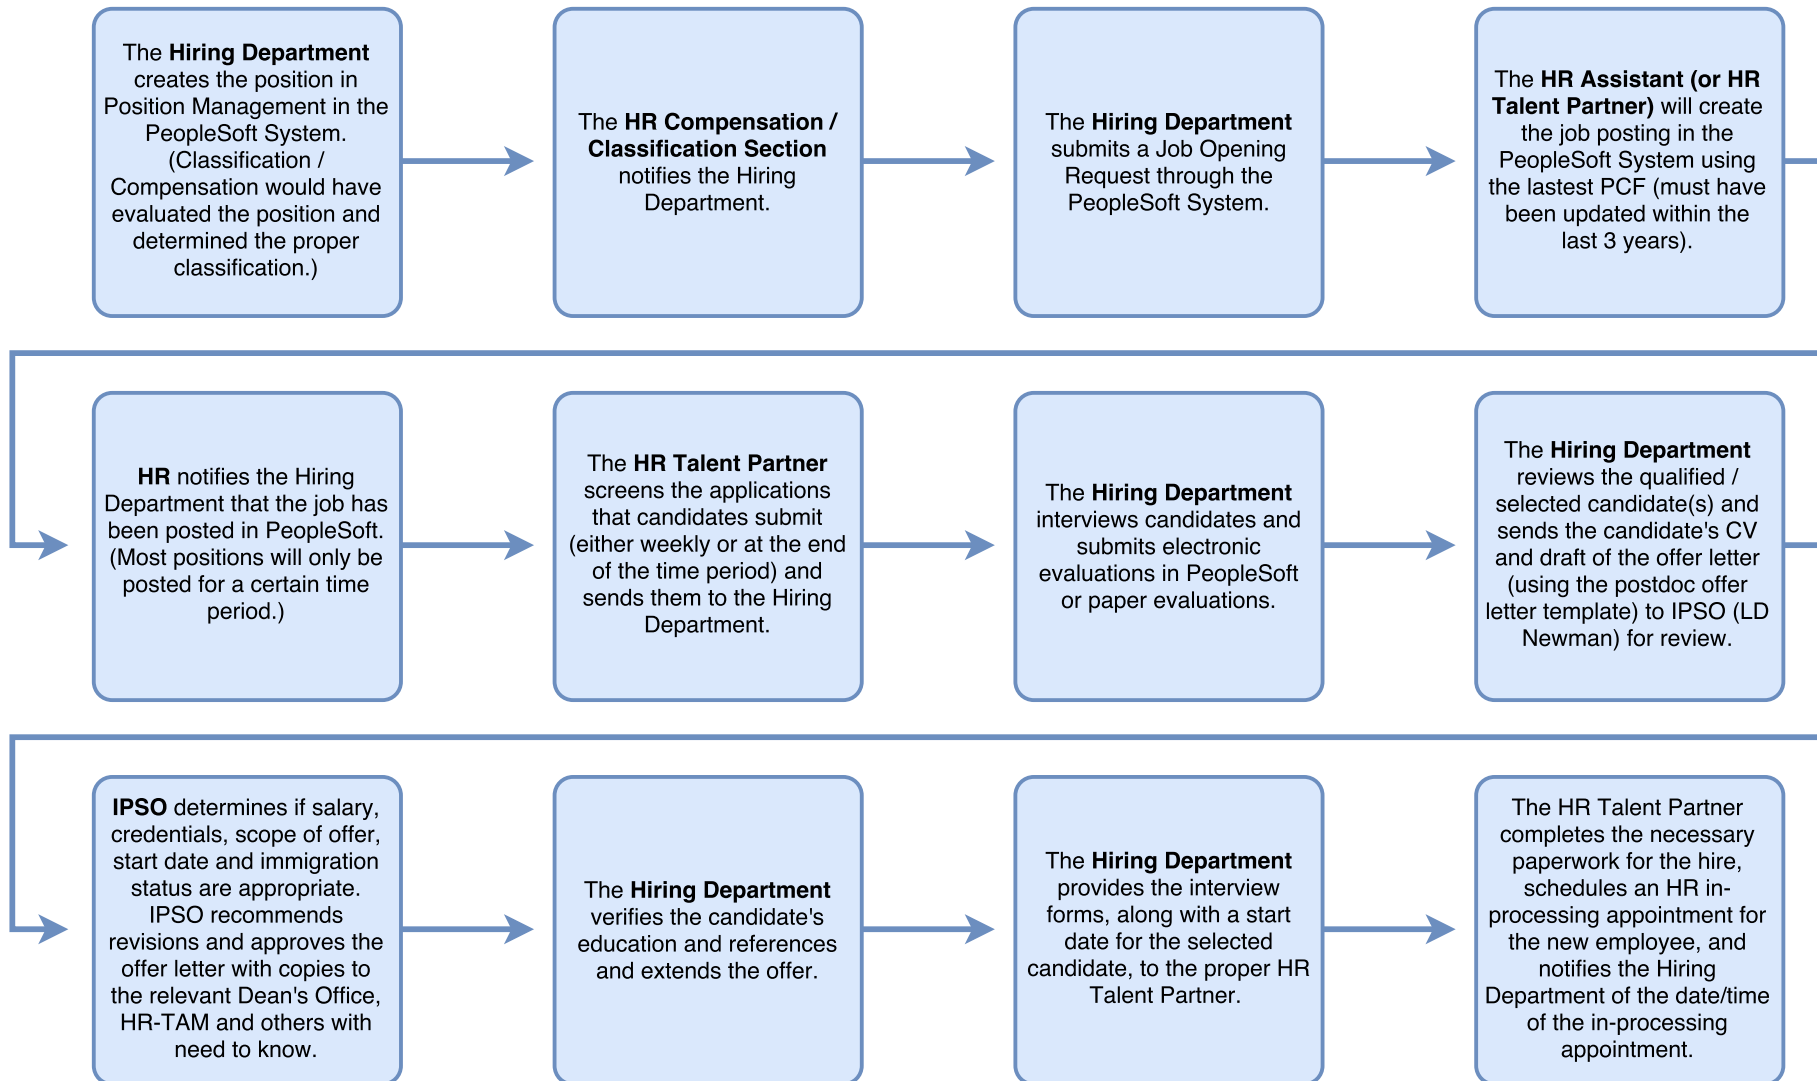 The Hiring Department
creates the position in
Position Management in the
PeopleSoft System.
(Classification /
Compensation would have
evaluated the position and
determined the proper
classification.)
The HR Compensation /
Classification Section
notifies the Hiring
Department.
The Hiring Department
submits a Job Opening
Request through the
PeopleSoft System.
The HR Assistant (or HR
Talent Partner) will create
the job posting in the
PeopleSoft System using
the lastest PCF (must have
been updated within the
last 3 years).
HR notifies the Hiring
Department that the job has
been posted in PeopleSoft.
(Most positions will only be
posted for a certain time
period.)
The HR Talent Partner
screens the applications
that candidates submit
(either weekly or at the end
of the time period) and
sends them to the Hiring
Department.
The Hiring Department
interviews candidates and
submits electronic
evaluations in PeopleSoft
or paper evaluations.
The Hiring Department
reviews the qualified /
selected candidate(s) and
sends the candidate's CV
and draft of the offer letter
(using the postdoc offer
letter template) to IPSO (LD
Newman) for review.
IPSO determines if salary,
credentials, scope of offer,
start date and immigration
status are appropriate.
IPSO recommends
revisions and approves the
offer letter with copies to
the relevant Dean's Office,
HR-TAM and others with
need to know.
The Hiring Department
verifies the candidate's
education and references
and extends the offer.
The Hiring Department
provides the interview
forms, along with a start
date for the selected
candidate, to the proper HR
Talent Partner.
The HR Talent Partner
completes the necessary
paperwork for the hire,
schedules an HR in-
processing appointment for
the new employee, and
notifies the Hiring
Department of the date/time
of the in-processing
appointment.